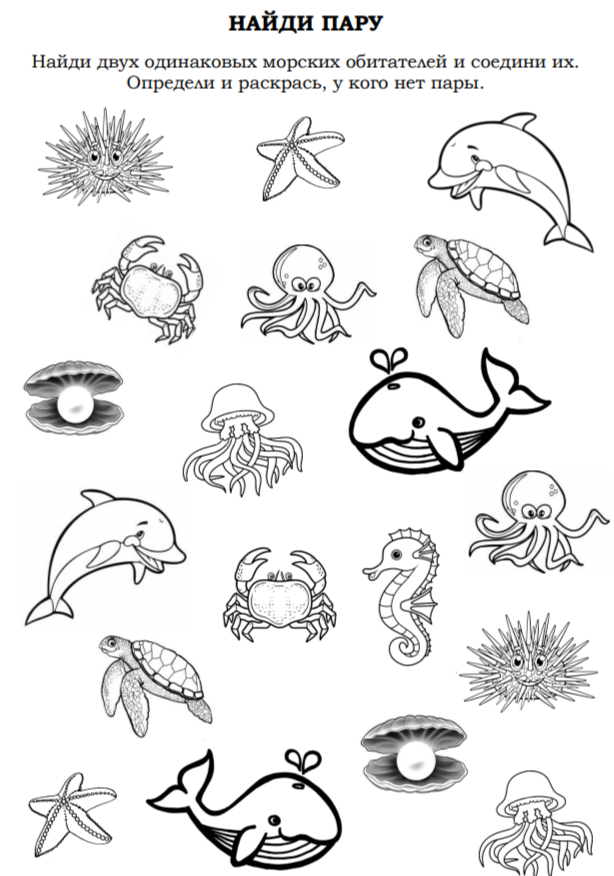 НАЙДИ ПАРУ
Найди двух одинаковых морских обитателей и соедини их.
Определи и раскрась, у кого нет пары.